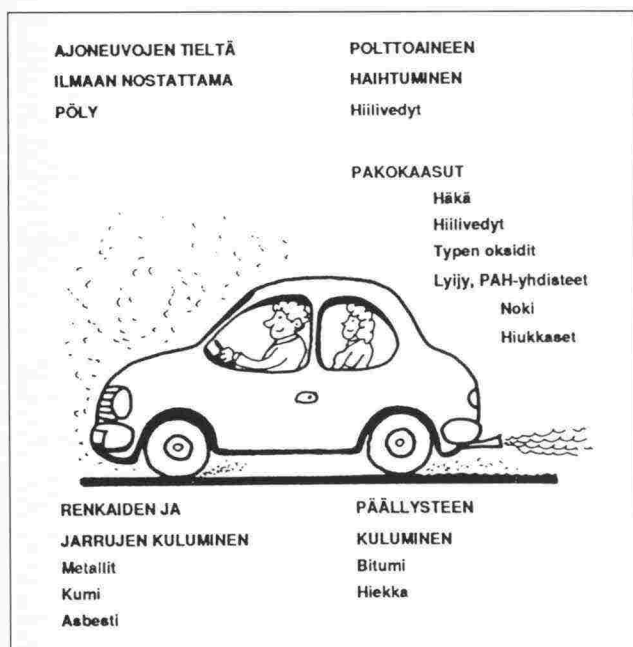 AJONEUVOJEN TIELTÄ
ILMAAN NOSTATTAMA
PÖLY
POLTTOAINEEN
HAIHTUMINEN
Hiilivedyt
PAKOKAASUT
Häkä
Hiilivedyt
Typen oksidit
Lyijy, PAH-yhdisteet
Noki
Hiukkaset
RENKAIDEN JA
JARRUJEN KULUMINEN
Metallit
Kumi
Asbesti
PÄÄLLYSTEEN
KULUMINEN
Bitumi
Hiekka